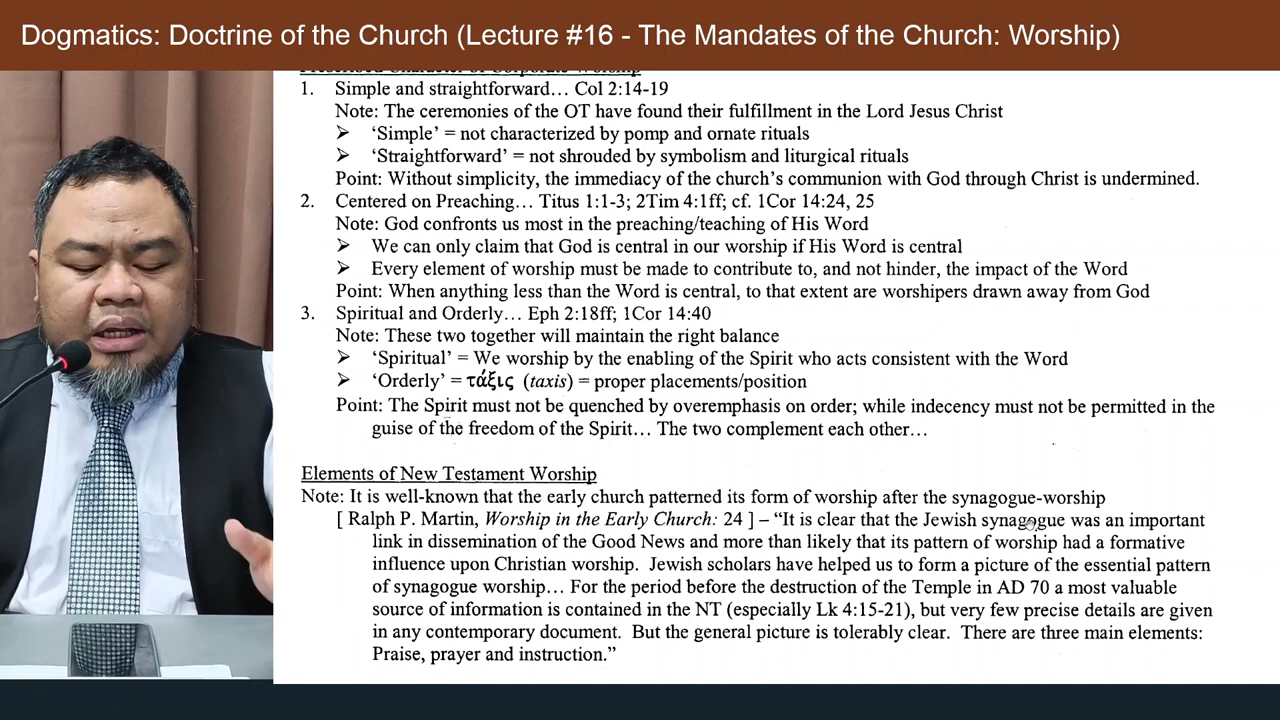 Dogmatics: Doctrine of the Church (Lecture #16 - The Mandates of the Church: Worship)
Prescribed Character of Corporate Worship
1. Simple and straightforward… Col 2:14-19
Note: The ceremonies of the OT have found their fulfillment in the Lord Jesus Christ
➢ ‘Simple’ = not characterized by pomp and ornate rituals
➢ ‘Straightforward’ = not shrouded by symbolism and liturgical rituals
Point: Without simplicity, the immediacy of the church’s communion with God through Christ is undermined.
2. Centered on Preaching… Titus 1:1-3; 2Tim 4:1ff; cf. 1Cor 14:24, 25
Note: God confronts us most in the preaching/teaching of His Word
➢ We can only claim that God is central in our worship if His Word is central
➢ Every element of worship must be made to contribute to, and not hinder, the impact of the Word
Point: When anything less than the Word is central, to that extent are worshipers drawn away from God
3. Spiritual and Orderly… Eph 2:18ff; 1Cor 14:40
Note: These two together will maintain the right balance
➢ ‘Spiritual’ = We worship by the enabling of the Spirit who acts consistent with the Word
➢ ‘Orderly’ = τάξις (taxis) = proper placements/position
Point: The Spirit must not be quenched by overemphasis on order; while indecency must not be permitted in the
guise of the freedom of the Spirit… The two complement each other…
Elements of New Testament Worship
Note: It is well-known that the early church patterned its form of worship after the synagogue-worship
[ Ralph P. Martin, Worship in the Early Church: 24 ] – “It is clear that the Jewish synagogue was an important
link in dissemination of the Good News and more than likely that its pattern of worship had a formative
influence upon Christian worship. Jewish scholars have helped us to form a picture of the essential pattern
of synagogue worship… For the period before the destruction of the Temple in AD 70 a most valuable
source of information is contained in the NT (especially Lk 4:15-21), but very few precise details are given
in any contemporary document. But the general picture is tolerably clear. There are three main elements:
Praise, prayer and instruction.”